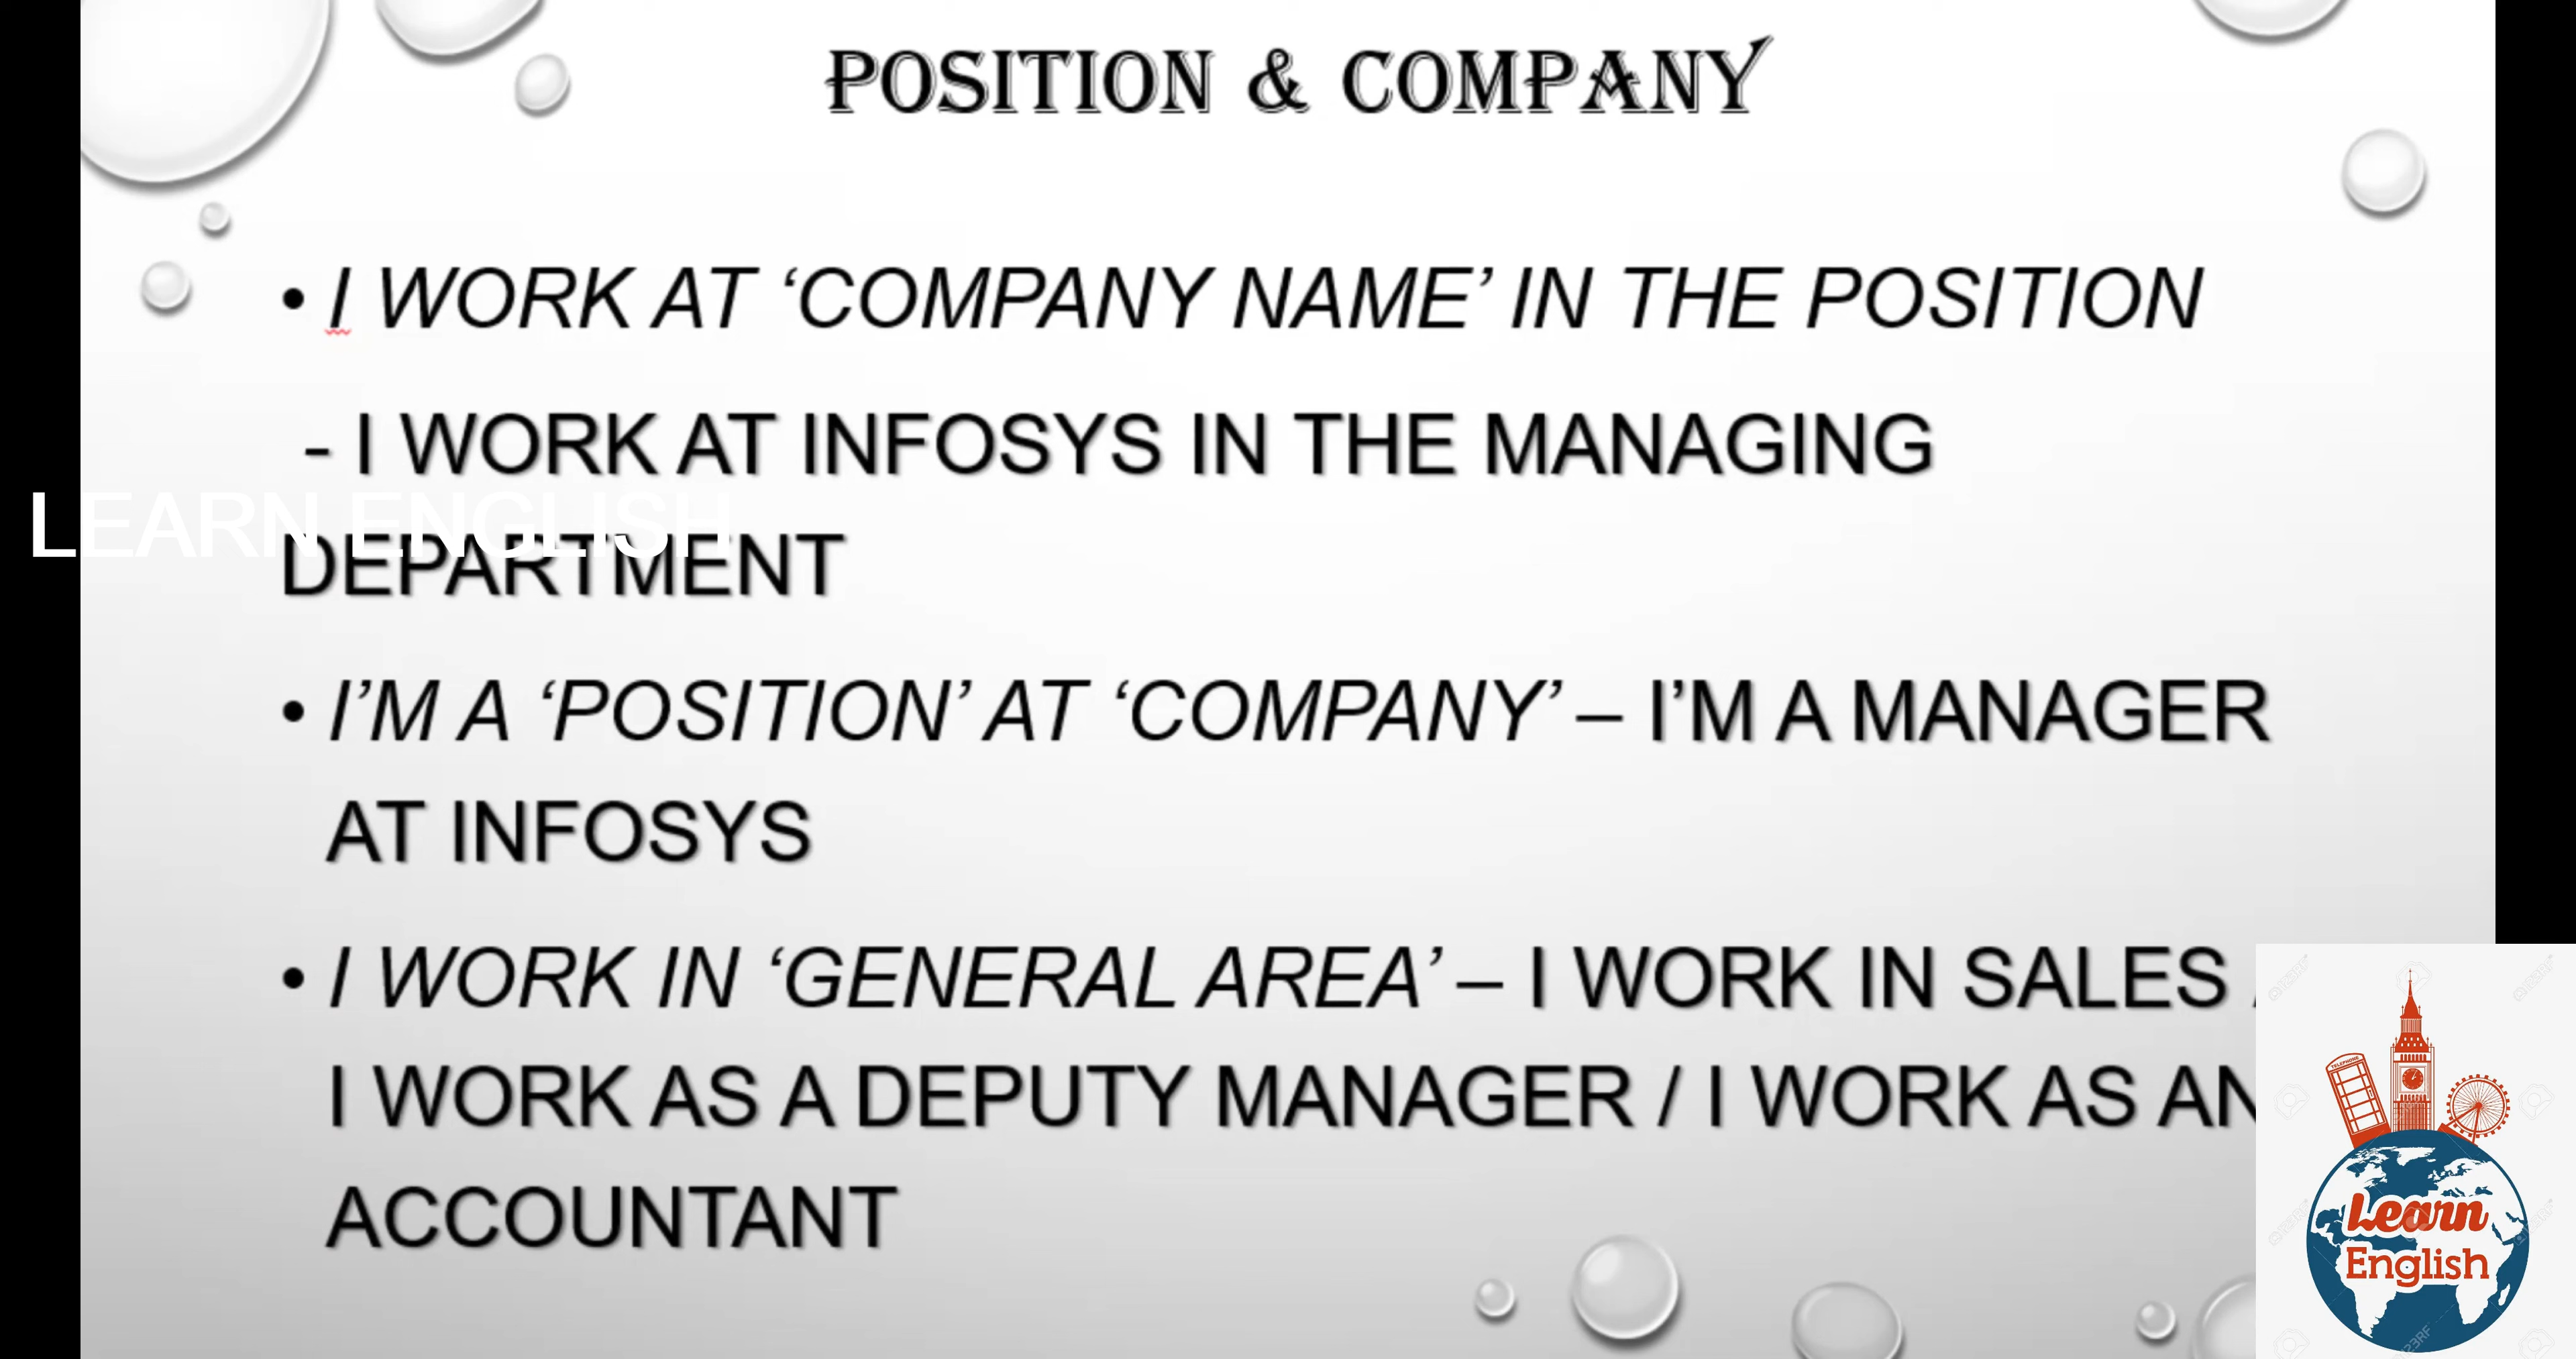 POSITION & COMPANY
• I WORK AT ‘COMPANY NAME’ IN THE POSITION
- I WORK AT INFOSYS IN THE MANAGING
LEARN ENGLISH
DEPARTMENT
• I’M A ‘POSITION’ AT ‘COMPANY’ – I’M A MANAGER
AT INFOSYS
• I WORK IN ‘GENERAL AREA’ – I WORK IN SALES
I WORK AS A DEPUTY MANAGER / I WORK AS AN
ACCOUNTANT
TELEPHONE
Learn
English